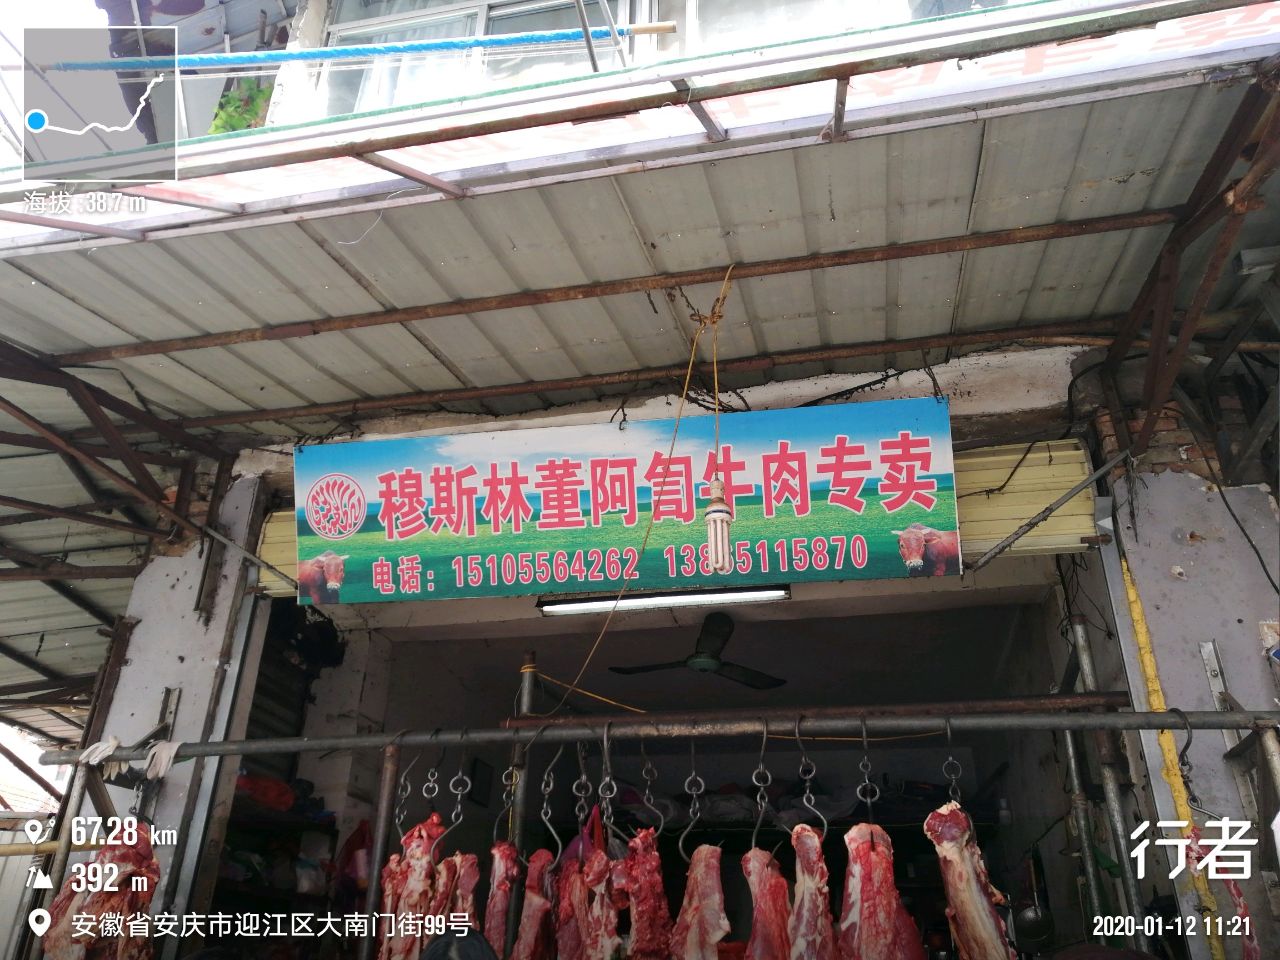 海拔:38.7 m
穆斯林董阿訇牛肉专卖
电话：15105564262 13865115870
67.28 km
392 m
安徽省安庆市迎江区大南门街99号
行者
2020-01-12 11:21